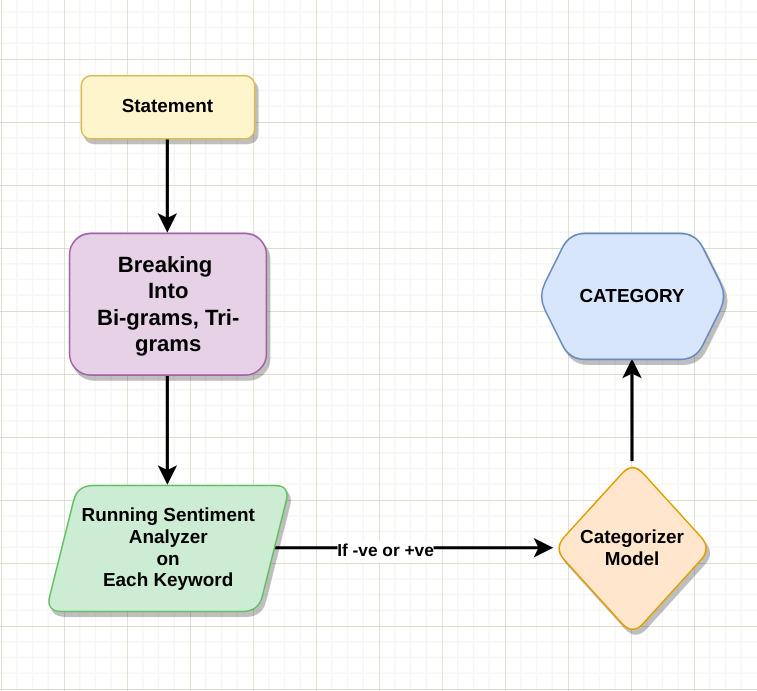 Statement
Breaking
Into
Bi-grams, Tri-
grams
CATEGORY
Running Sentiment
Analyzer
on
Each Keyword
If -ve or +ve
Categorizer
Model